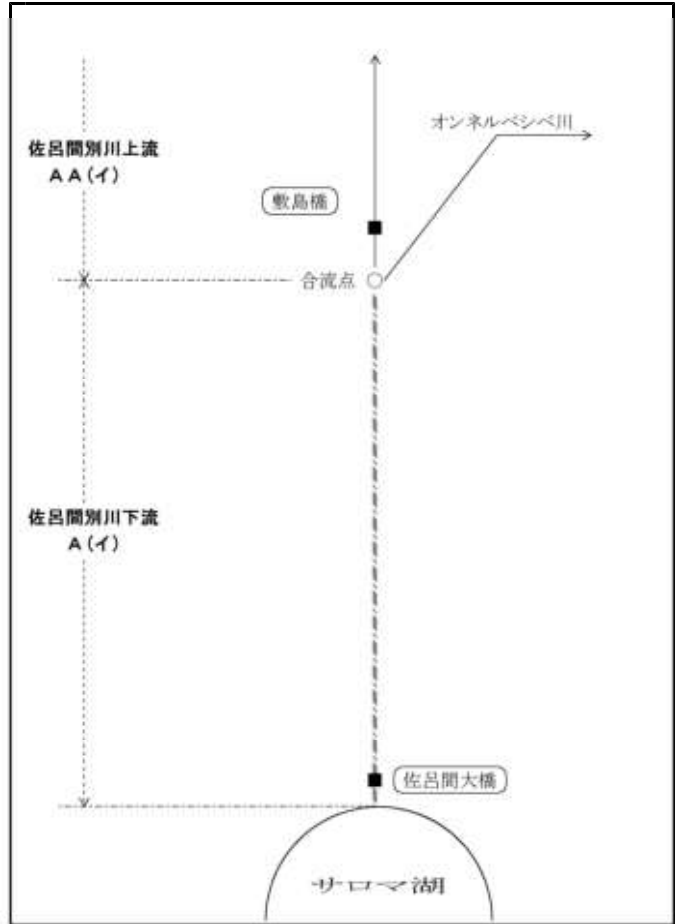 オンネルベシベ川
佐呂間別川上流
AA(イ)
敷島橋
合流点
佐呂間別川下流
A(イ)
佐呂間大橋
サロマ湖